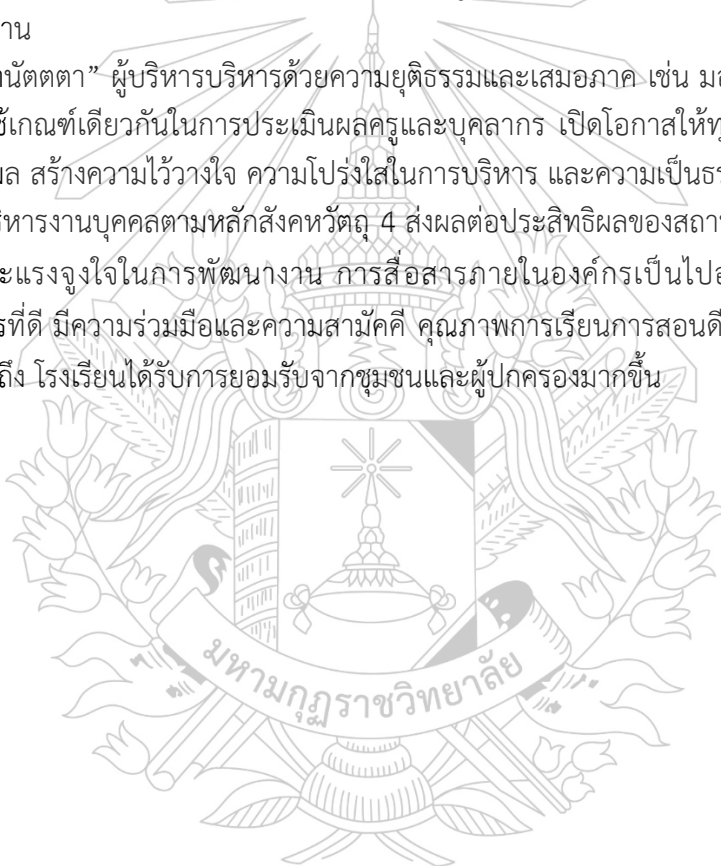 าน
านัตตตา” ผู้บริหารบริหารด้วยความยุติธรรมและเสมอภาค เช่น มอ
ช้เกณฑ์เดียวกันในการประเมินผลครูและบุคลากร เปิดโอกาสให้ทุ
ผล สร้างความไว้วางใจ ความโปร่งใสในการบริหาร และความเป็นธร
ริหารงานบุคคลตามหลักสังคหวัตถุ 4 ส่งผลต่อประสิทธิผลของสถา
ะแรงจูงใจในการพัฒนางาน การสื่อสารภายในองค์กรเป็นไปอ
รที่ดี มีความร่วมมือและความสามัคคี คุณภาพการเรียนการสอนดี
ถึง โรงเรียนได้รับการยอมรับจากชุมชนและผู้ปกครองมากขึ้น
มหามกุฏราชวิทยาลัย